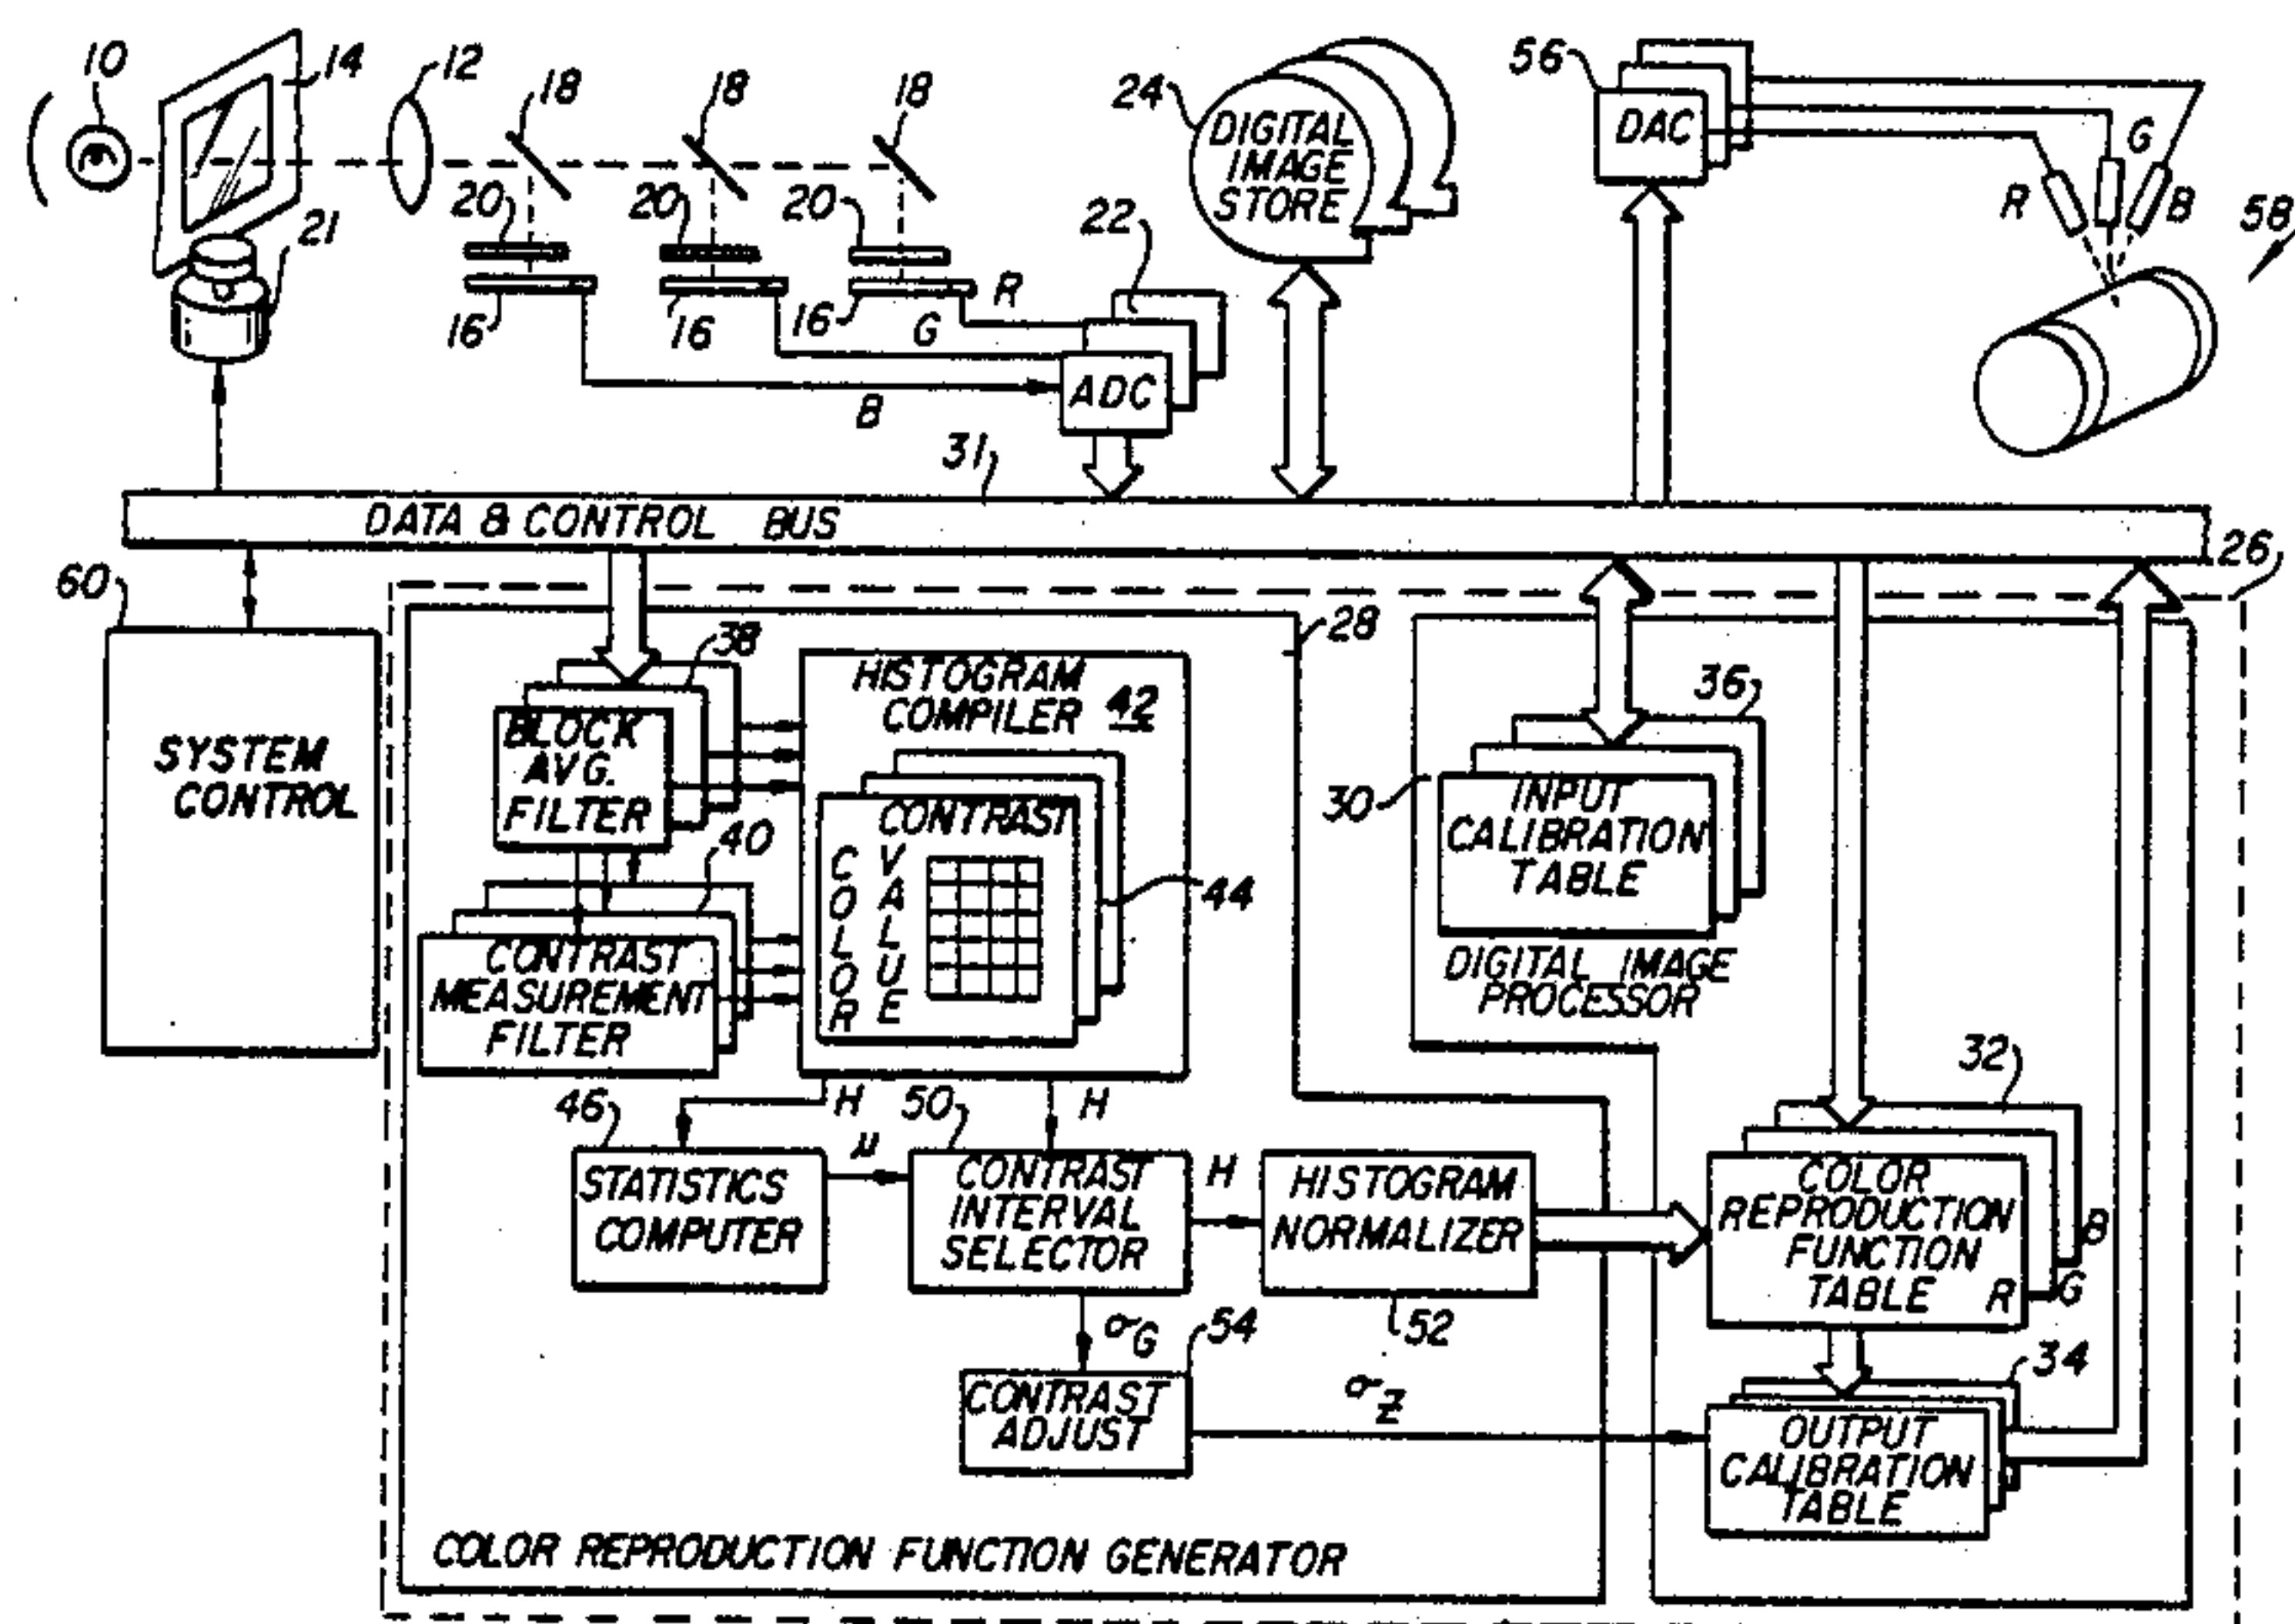 10
14
12
18
18
18
24
DIGITAL
IMAGE
STORE
56
DAC
G
R
B
58
20
20
20
21
22
16
16
16
R
G
B
ADC
31
DATA & CONTROL BUS
26
60
SYSTEM
CONTROL
28
38
BLOCK
AVG.
FILTER
40
CONTRAST
MEASUREMENT
FILTER
HISTOGRAM
COMPILER 42
CONTRAST
COLOR
VALUE
44
36
30
INPUT
CALIBRATION
TABLE
DIGITAL IMAGE
PROCESSOR
32
46
H
50
H
μ
STATISTICS
COMPUTER
CONTRAST
INTERVAL
SELECTOR
H
HISTOGRAM
NORMALIZER
52
COLOR
REPRODUCTION
FUNCTION
TABLE
R
G
B
σG
54
CONTRAST
ADJUST
σZ
34
OUTPUT
CALIBRATION
TABLE
COLOR REPRODUCTION FUNCTION GENERATOR